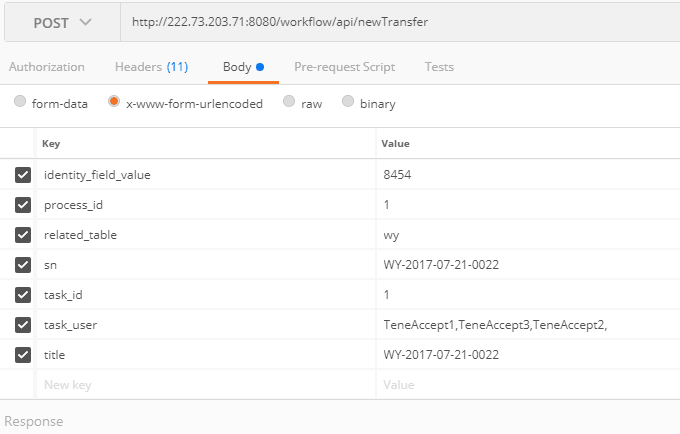 POST http://222.73.203.71:8080/workflow/api/newTransfer
Authorization Headers (11) Body Pre-request Script Tests
form-data x-www-form-urlencoded raw binary
Key Value
identity_field_value 8454
process_id 1
related_table wy
sn WY-2017-07-21-0022
task_id 1
task_user TeneAccept1,TeneAccept3,TeneAccept2,
title WY-2017-07-21-0022
New key Value
Response